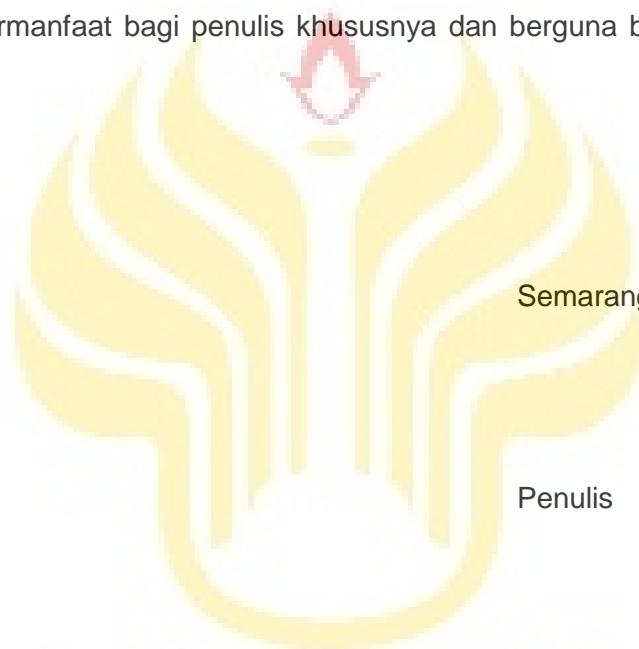 rmanfaat bagi penulis khususnya dan berguna b
Semarang
Penulis